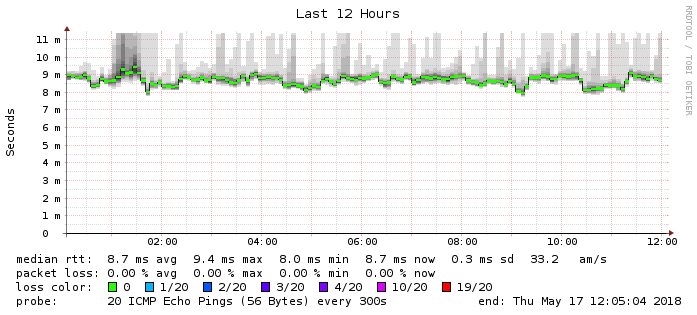 Last 12 Hours
RRDTOOL / TOBI OETIKER
Seconds
11 m
10 m
9 m
8 m
7 m
6 m
5 m
4 m
3 m
2 m
1 m
0
02:00 04:00 06:00 08:00 10:00 12:00
median rtt: 8.7 ms avg 9.4 ms max 8.0 ms min 8.7 ms now 0.3 ms sd 33.2 am/s
packet loss: 0.00 % avg 0.00 % max 0.00 % min 0.00 % now
loss color: 0 1/20 2/20 3/20 4/20 10/20 19/20
probe: 20 ICMP Echo Pings (56 Bytes) every 300s end: Thu May 17 12:05:04 2018